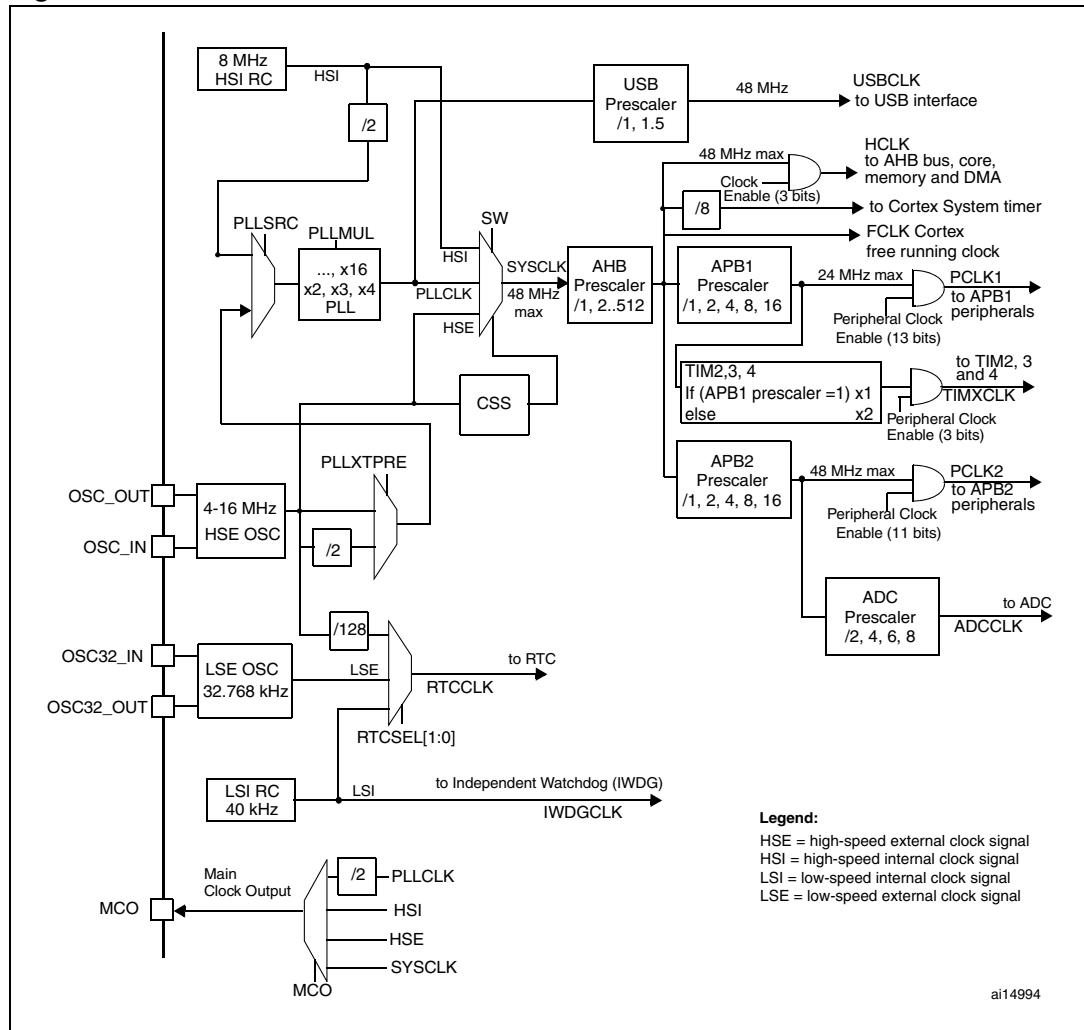 8 MHz
HSI RC
HSI
/2
USB
Prescaler
/1, 1.5
48 MHz
USBCLK
to USB interface
HCLK
to AHB bus, core,
memory and DMA
48 MHz max
Clock
Enable (3 bits)
/8
to Cortex System timer
FCLK Cortex
free running clock
PLLSRC
PLLMUL
..., x16
x2, x3, x4
PLL
SW
HSI
PLLCLK
HSE
SYSCLK
48 MHz
max
AHB
Prescaler
/1, 2..512
APB1
Prescaler
/1, 2, 4, 8, 16
24 MHz max
PCLK1
to APB1
peripherals
Peripheral Clock
Enable (13 bits)
TIM2,3, 4
If (APB1 prescaler =1) x1
else x2
to TIM2, 3
and 4
TIMXCLK
Peripheral Clock
Enable (3 bits)
CSS
PLLXTPRE
APB2
Prescaler
/1, 2, 4, 8, 16
48 MHz max
PCLK2
to APB2
peripherals
Peripheral Clock
Enable (11 bits)
OSC_OUT
OSC_IN
4-16 MHz
HSE OSC
/2
ADC
Prescaler
/2, 4, 6, 8
to ADC
ADCCLK
/128
OSC32_IN
OSC32_OUT
LSE OSC
32.768 kHz
LSE
to RTC
RTCCLK
RTCSEL[1:0]
LSI RC
40 kHz
LSI
to Independent Watchdog (IWDG)
IWDGCLK
Main
Clock Output
MCO
/2
PLLCLK
HSI
HSE
SYSCLK
MCO
Legend:
HSE = high-speed external clock signal
HSI = high-speed internal clock signal
LSI = low-speed internal clock signal
LSE = low-speed external clock signal
ai14994